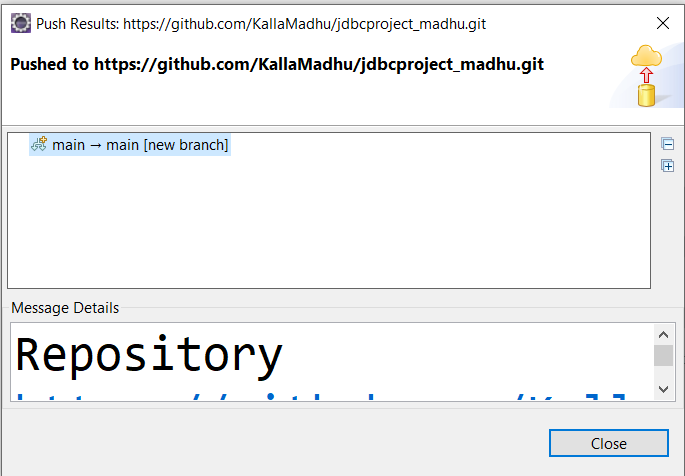 Push Results: https://github.com/KallaMadhu/jdbcproject_madhu.git
Pushed to https://github.com/KallaMadhu/jdbcproject_madhu.git
main → main [new branch]
Message Details
Repository
Close